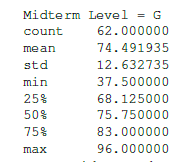 Midterm Level = G
count 62.000000
mean 74.491935
std 12.632735
min 37.500000
25% 68.125000
50% 75.750000
75% 83.000000
max 96.000000